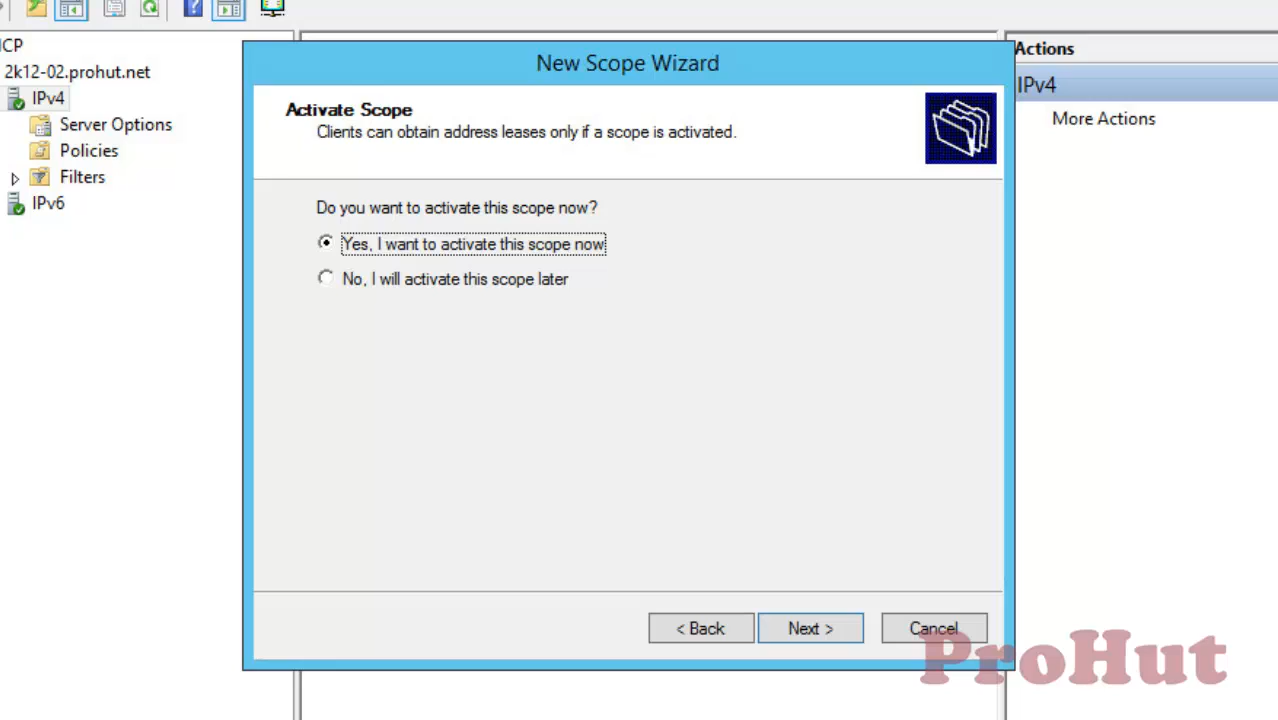 New Scope Wizard
ICP
2k12-02.prohut.net
IPv4
Server Options
Policies
Filters
IPv6
Activate Scope
Clients can obtain address leases only if a scope is activated.
Do you want to activate this scope now?
Yes, I want to activate this scope now
No, I will activate this scope later
< Back
Next >
Cancel
Actions
IPv4
More Actions
ProHut